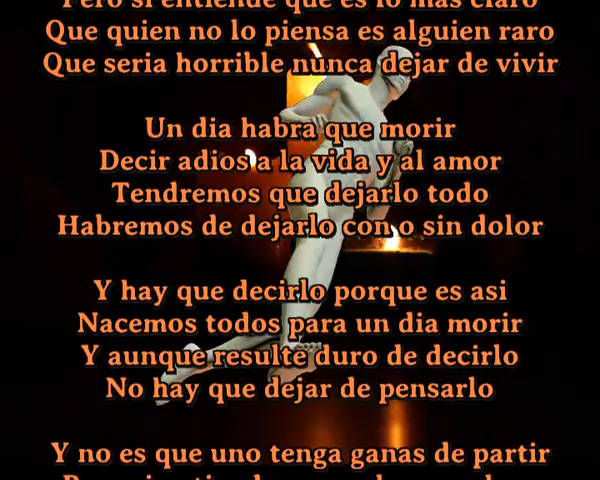 Pero si entiende que es lo mas claro
Que quien no lo piensa es alguien raro
Que seria horrible nunca dejar de vivir
Un dia habra que morir
Decir adios a la vida y al amor
Tendremos que dejarlo todo
Habremos de dejarlo con o sin dolor
Y hay que decirlo porque es asi
Nacemos todos para un dia morir
Y aunque resulte duro de decirlo
No hay que dejar de pensarlo
Y no es que uno tenga ganas de partir